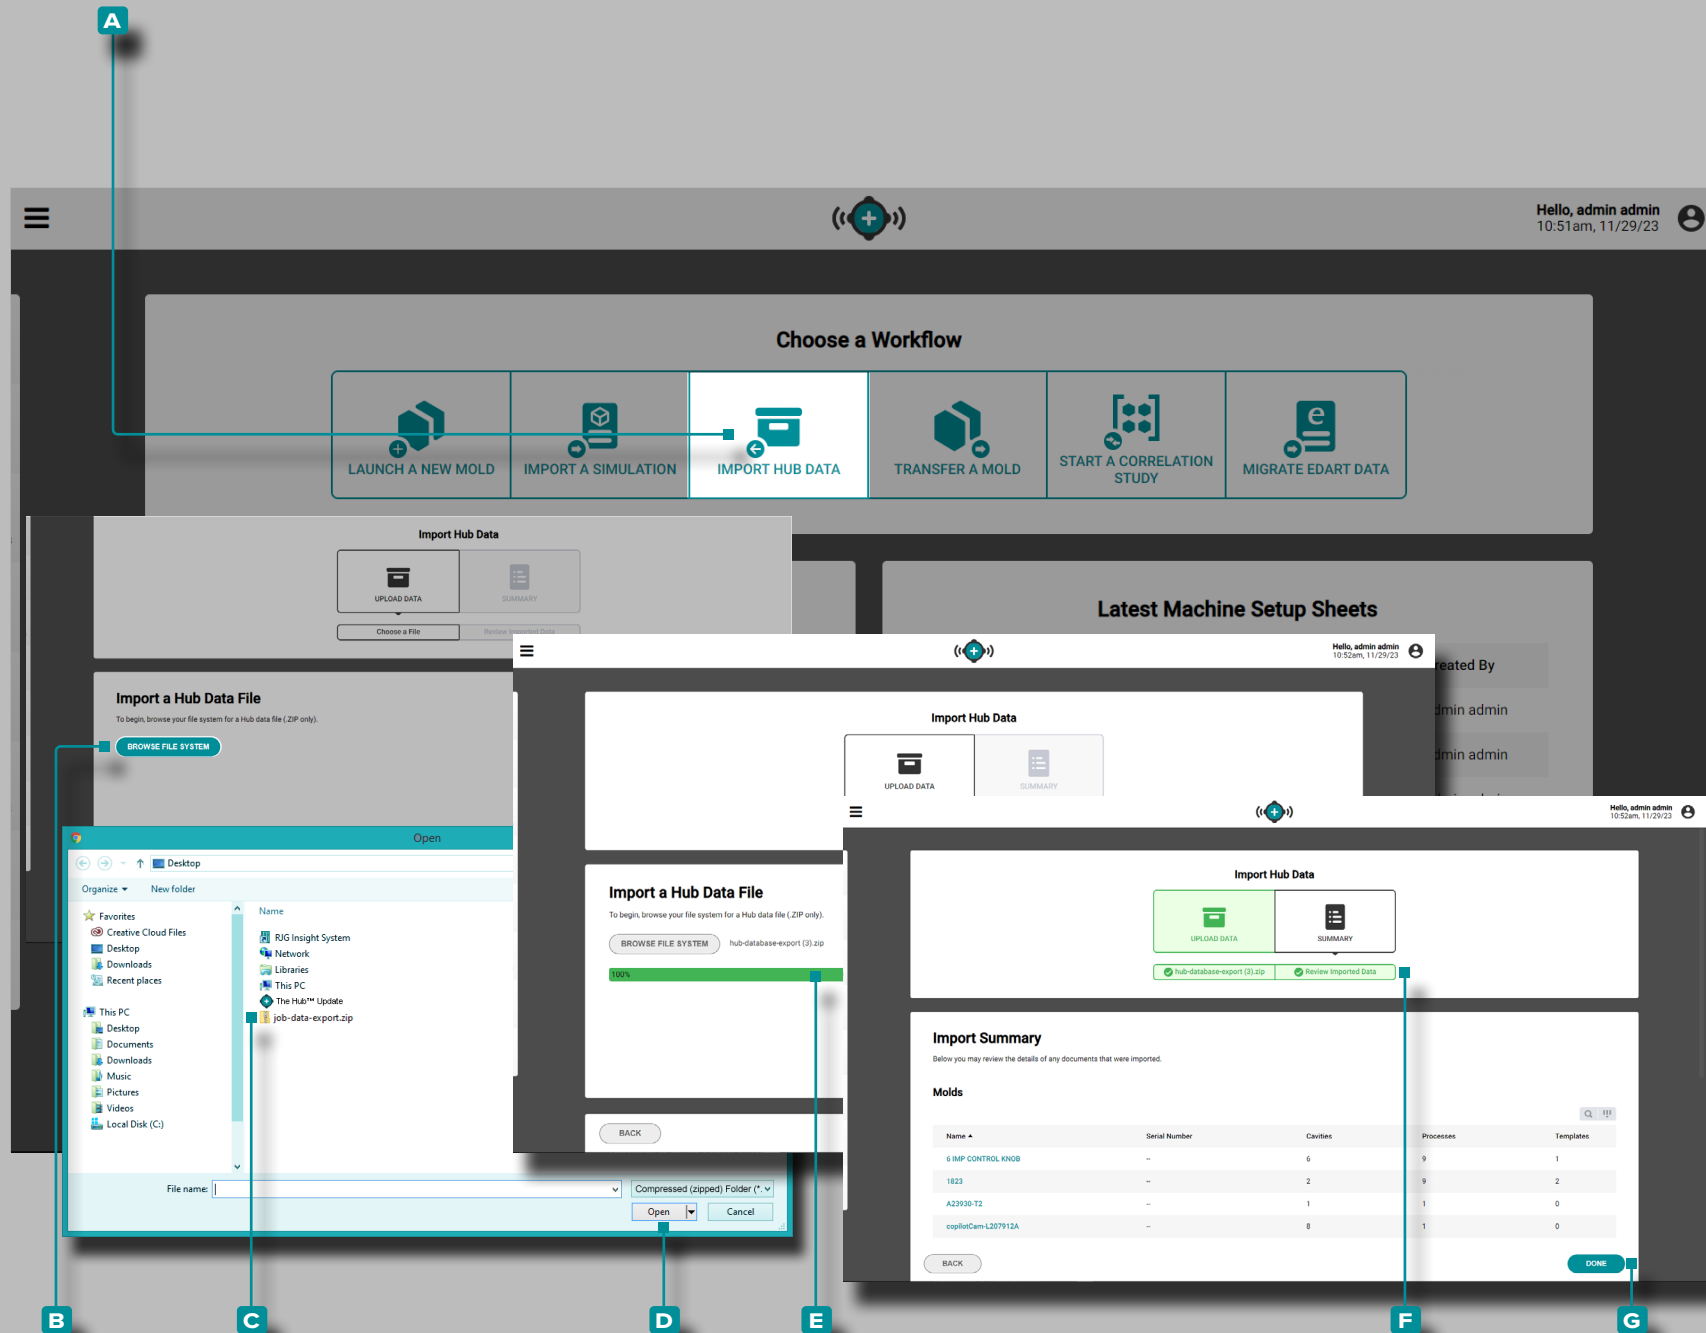 A
Hello, admin admin
10:51am, 11/29/23
Choose a Workflow
LAUNCH A NEW MOLD
IMPORT A SIMULATION
IMPORT HUB DATA
TRANSFER A MOLD
START A CORRELATION
STUDY
e
MIGRATE EDART DATA
Import Hub Data
UPLOAD DATA
SUMMARY
Choose a File
Review Imported Data
Import a Hub Data File
To begin, browse your file system for a Hub data file (.ZIP only).
BROWSE FILE SYSTEM
Latest Machine Setup Sheets
reated By
dmin admin
dmin admin
Open
Desktop
Organize
New folder
Favorites
Creative Cloud Files
Desktop
Downloads
Recent places
This PC
Desktop
Documents
Downloads
Music
Pictures
Videos
Local Disk (C:)
Name
RJG Insight System
Network
Libraries
This PC
The Hub™ Update
job-data-export.zip
File name:
Compressed (zipped) Folder (*.
Open
Cancel
Hello, admin admin
10:52am, 11/29/23
Import Hub Data
UPLOAD DATA
SUMMARY
Import a Hub Data File
To begin, browse your file system for a Hub data file (.ZIP only).
BROWSE FILE SYSTEM hub-database-export (3).zip
100%
BACK
Hello, admin admin
10:52am, 11/29/23
Import Hub Data
UPLOAD DATA
SUMMARY
hub-database-export (3).zip
Review Imported Data
Import Summary
Below you may review the details of any documents that were imported.
Molds
Name Serial Number Cavities Processes Templates
6 IMP CONTROL KNOB -- 6 9 1
1823 -- 2 9 2
A23930-T2 -- 1 1 0
copilotCam-L207912A -- 8 1 0
BACK
DONE
B
C
D
E
F
G